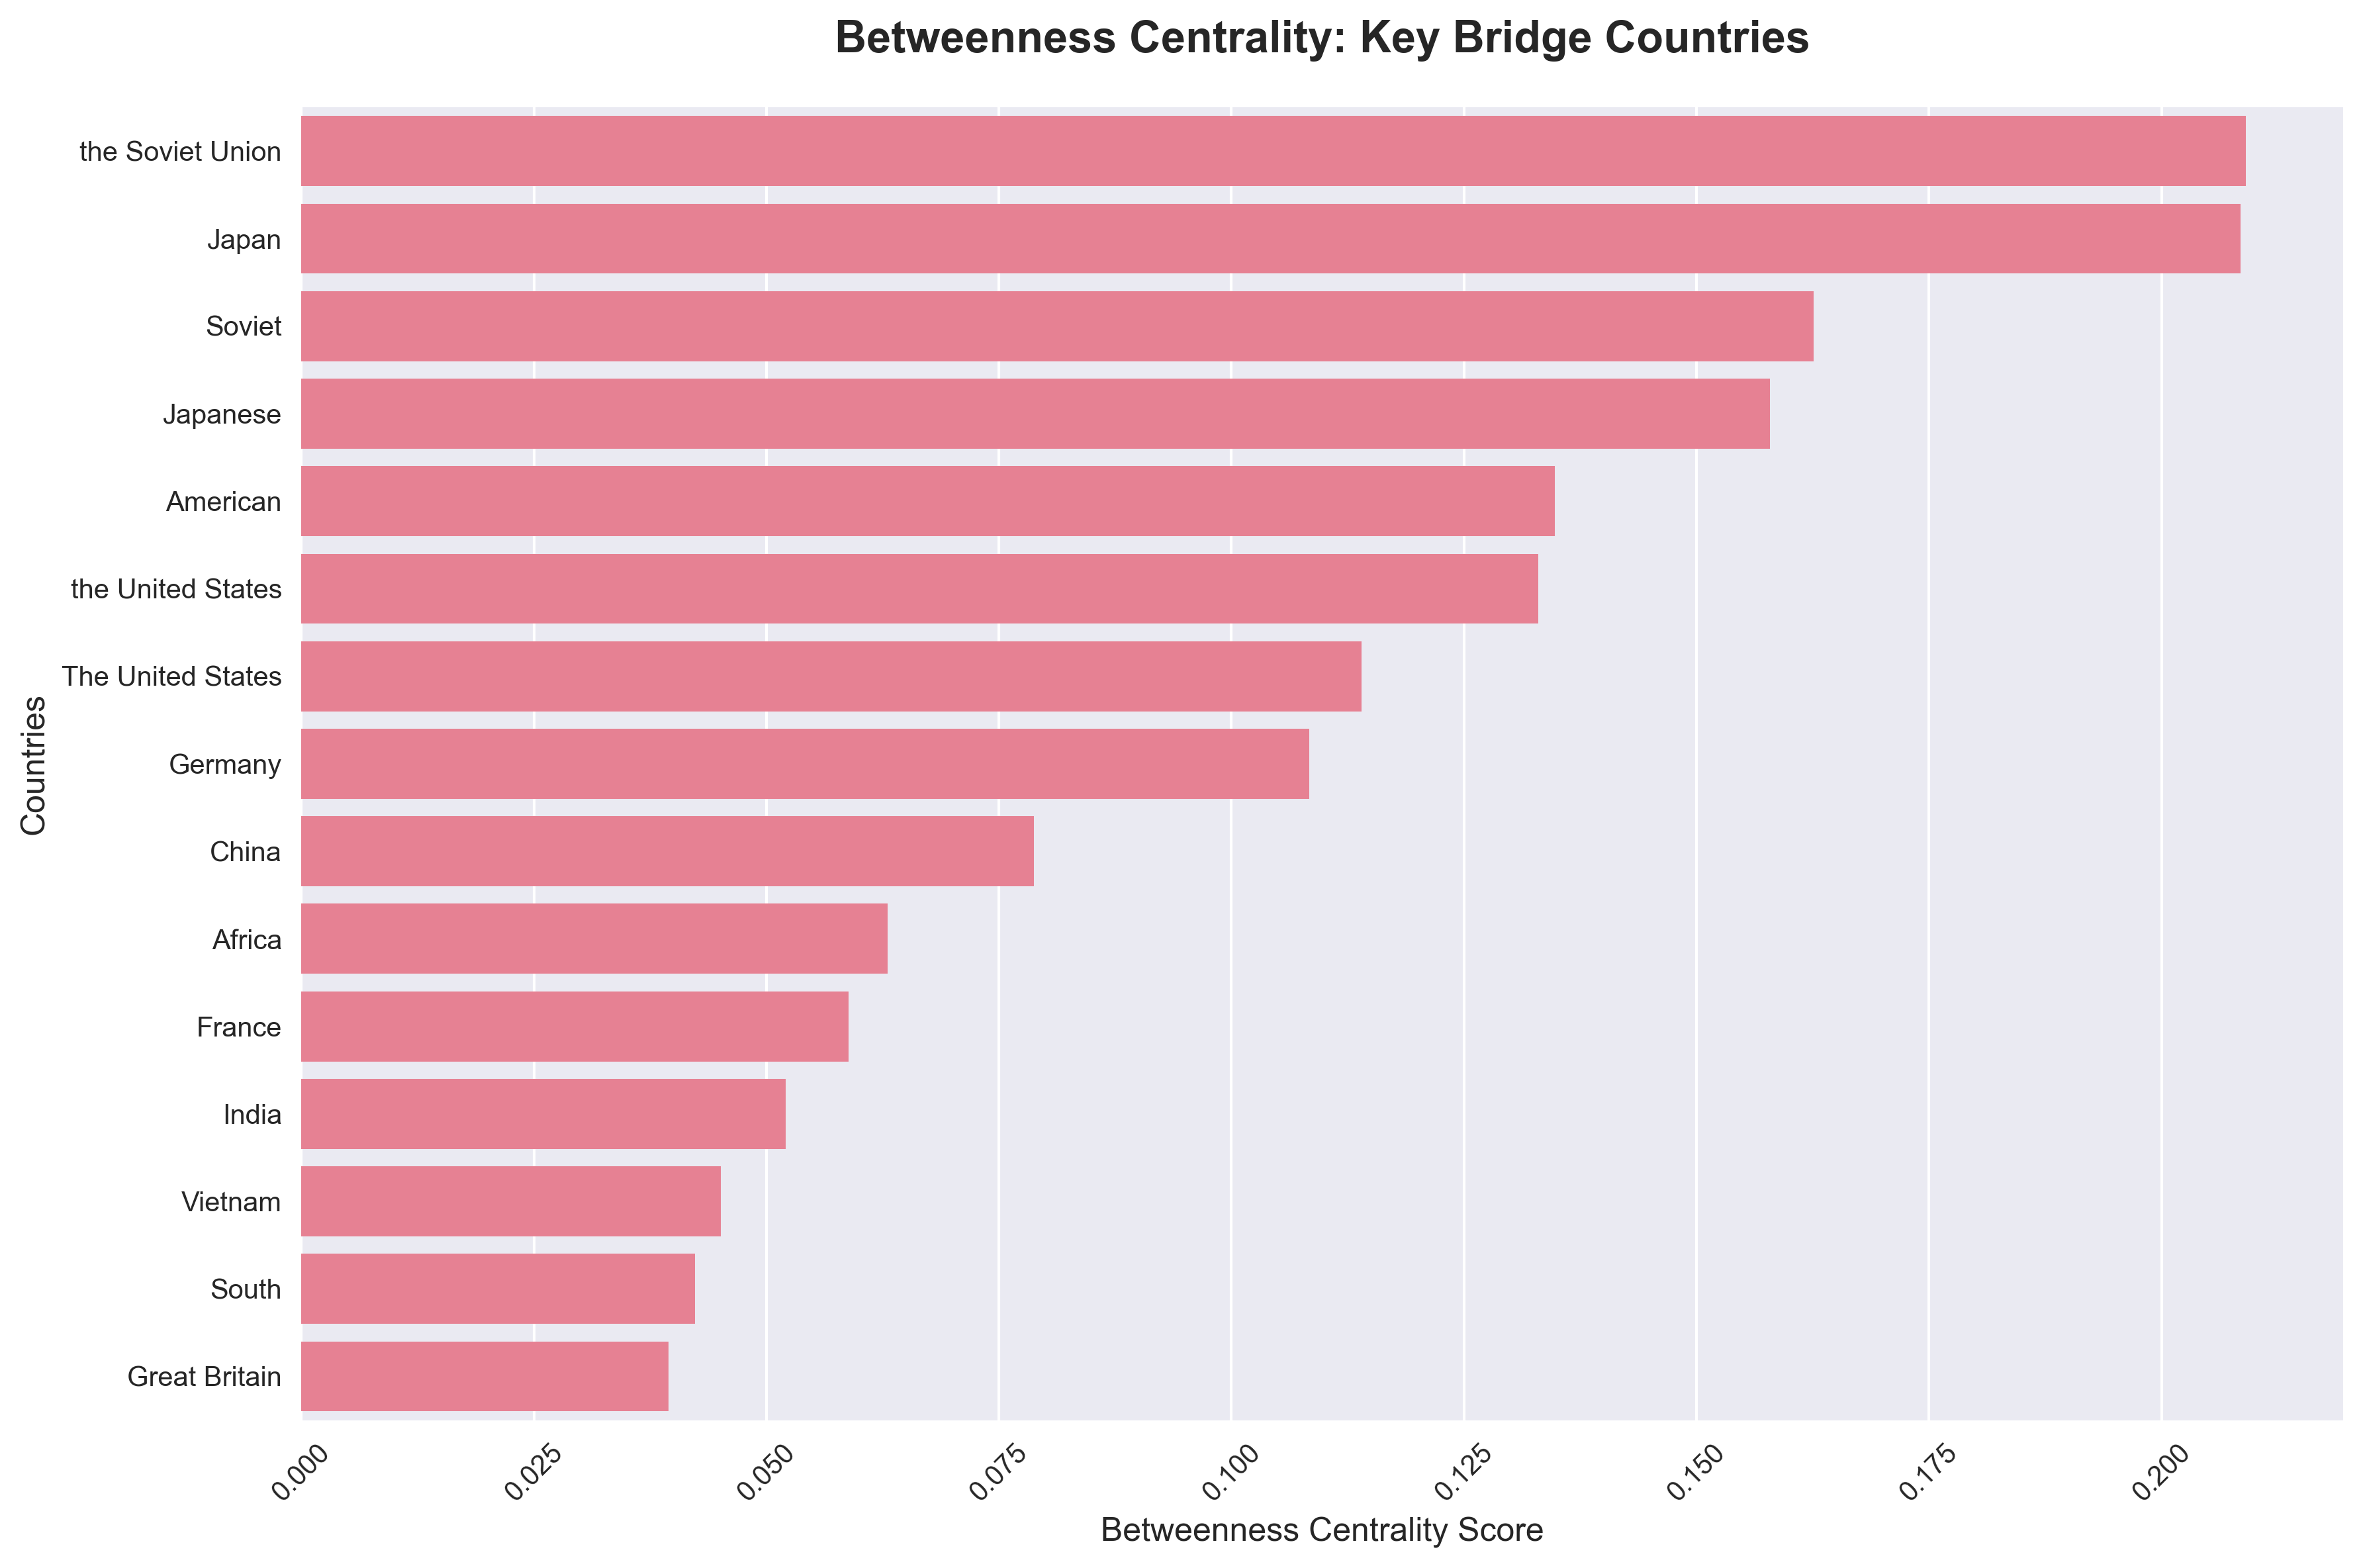 Betweenness Centrality: Key Bridge Countries
the Soviet Union
Japan
Soviet
Japanese
American
the United States
The United States
Germany
China
Africa
France
India
Vietnam
South
Great Britain
Countries
0.000
0.025
0.050
0.075
0.100
0.125
0.150
0.175
0.200
Betweenness Centrality Score